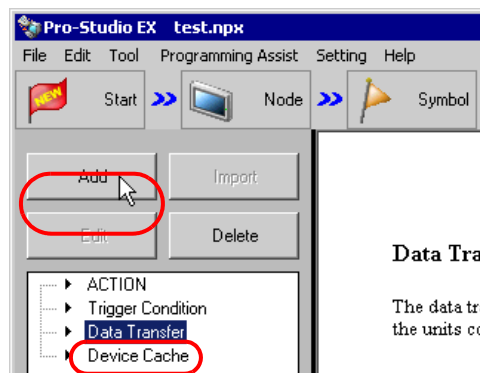 Pro-Studio EX test.npx
File Edit Tool Programming Assist Setting Help
NEW Start Node Symbol
Add Import
Edit Delete
ACTION
Trigger Condition
Data Transfer
Device Cache
Data Tra
The data tr
the units co